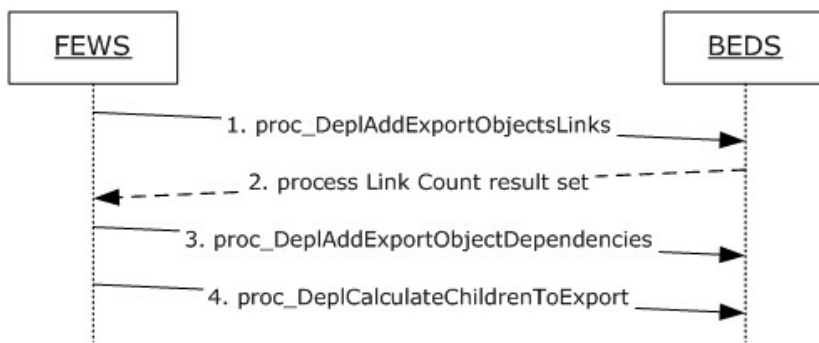 FEWS
BEDS
1. proc_DeplAddExportObjectsLinks
2. process Link Count result set
3. proc_DeplAddExportObjectDependencies
4. proc_DeplCalculateChildrenToExport